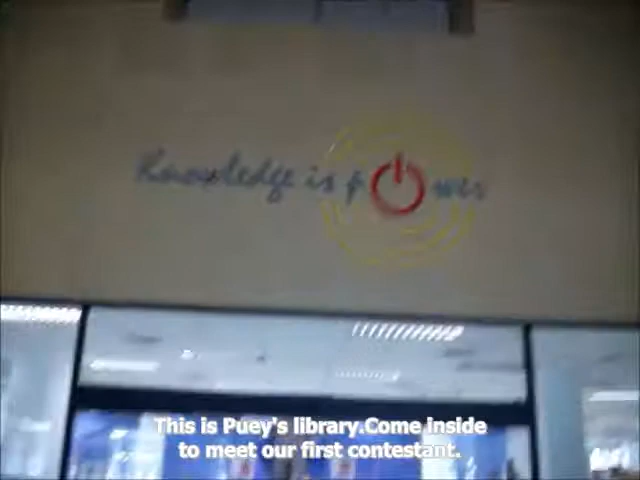 Knowledge is power
This is Puey's library.Come inside
to meet our first contestant.